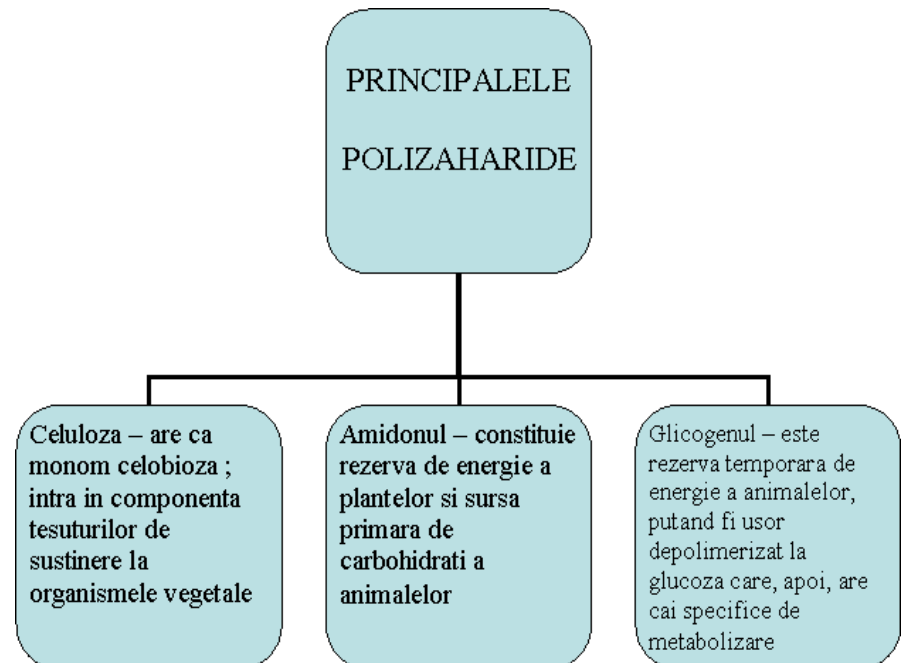 PRINCIPALELE
POLIZAHARIDE
Celuloza – are ca
monom celobioza ;
intra in componenta
tesuturilor de
sustinere la
organismele vegetale
Amidonul – constituie
rezerva de energie a
plantelor si sursa
primara de
carbohidrati a
animalelor
Glicogenul – este
rezerva temporara de
energie a animalelor,
putand fi usor
depolimerizat la
glucoza care, apoi, are
cai specifice de
metabolizare